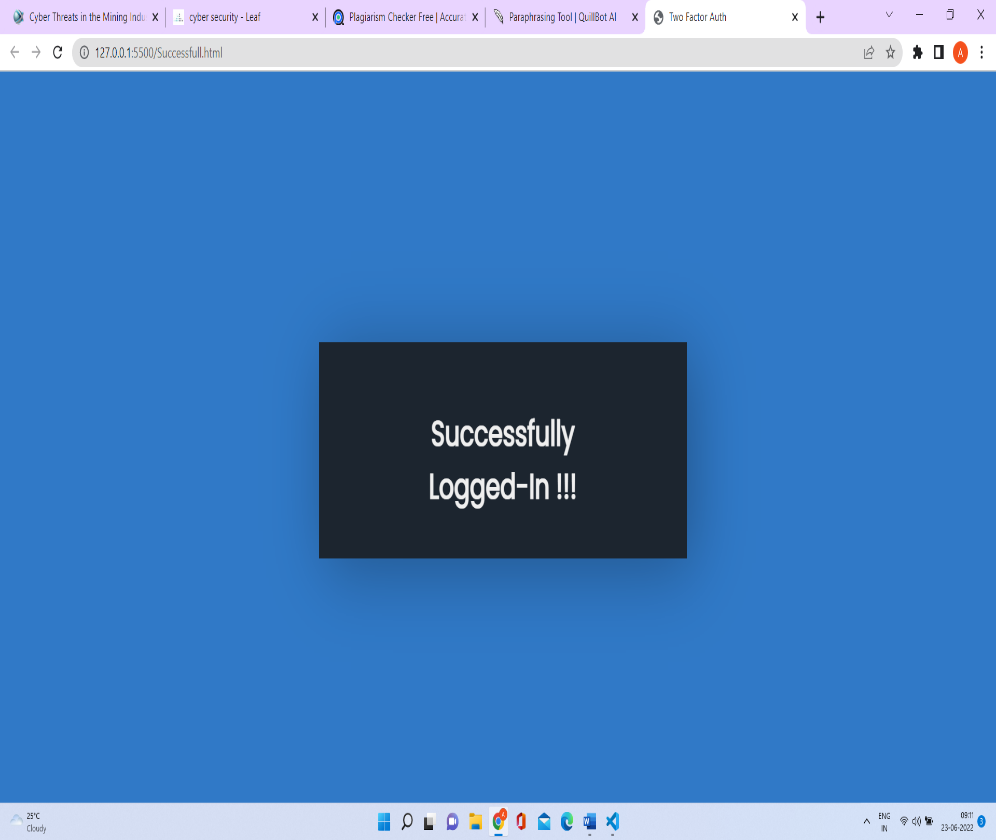 Cyber Threats in the Mining Indu
cyber security - Leaf
Plagiarism Checker Free | Accurat
Paraphrasing Tool | QuillBot AI
Two Factor Auth
127.0.0.1:5500/Successfull.html
A
Successfully
Logged-In !!!
25°C
Cloudy
ENG
IN
09:11
23-06-2022
3